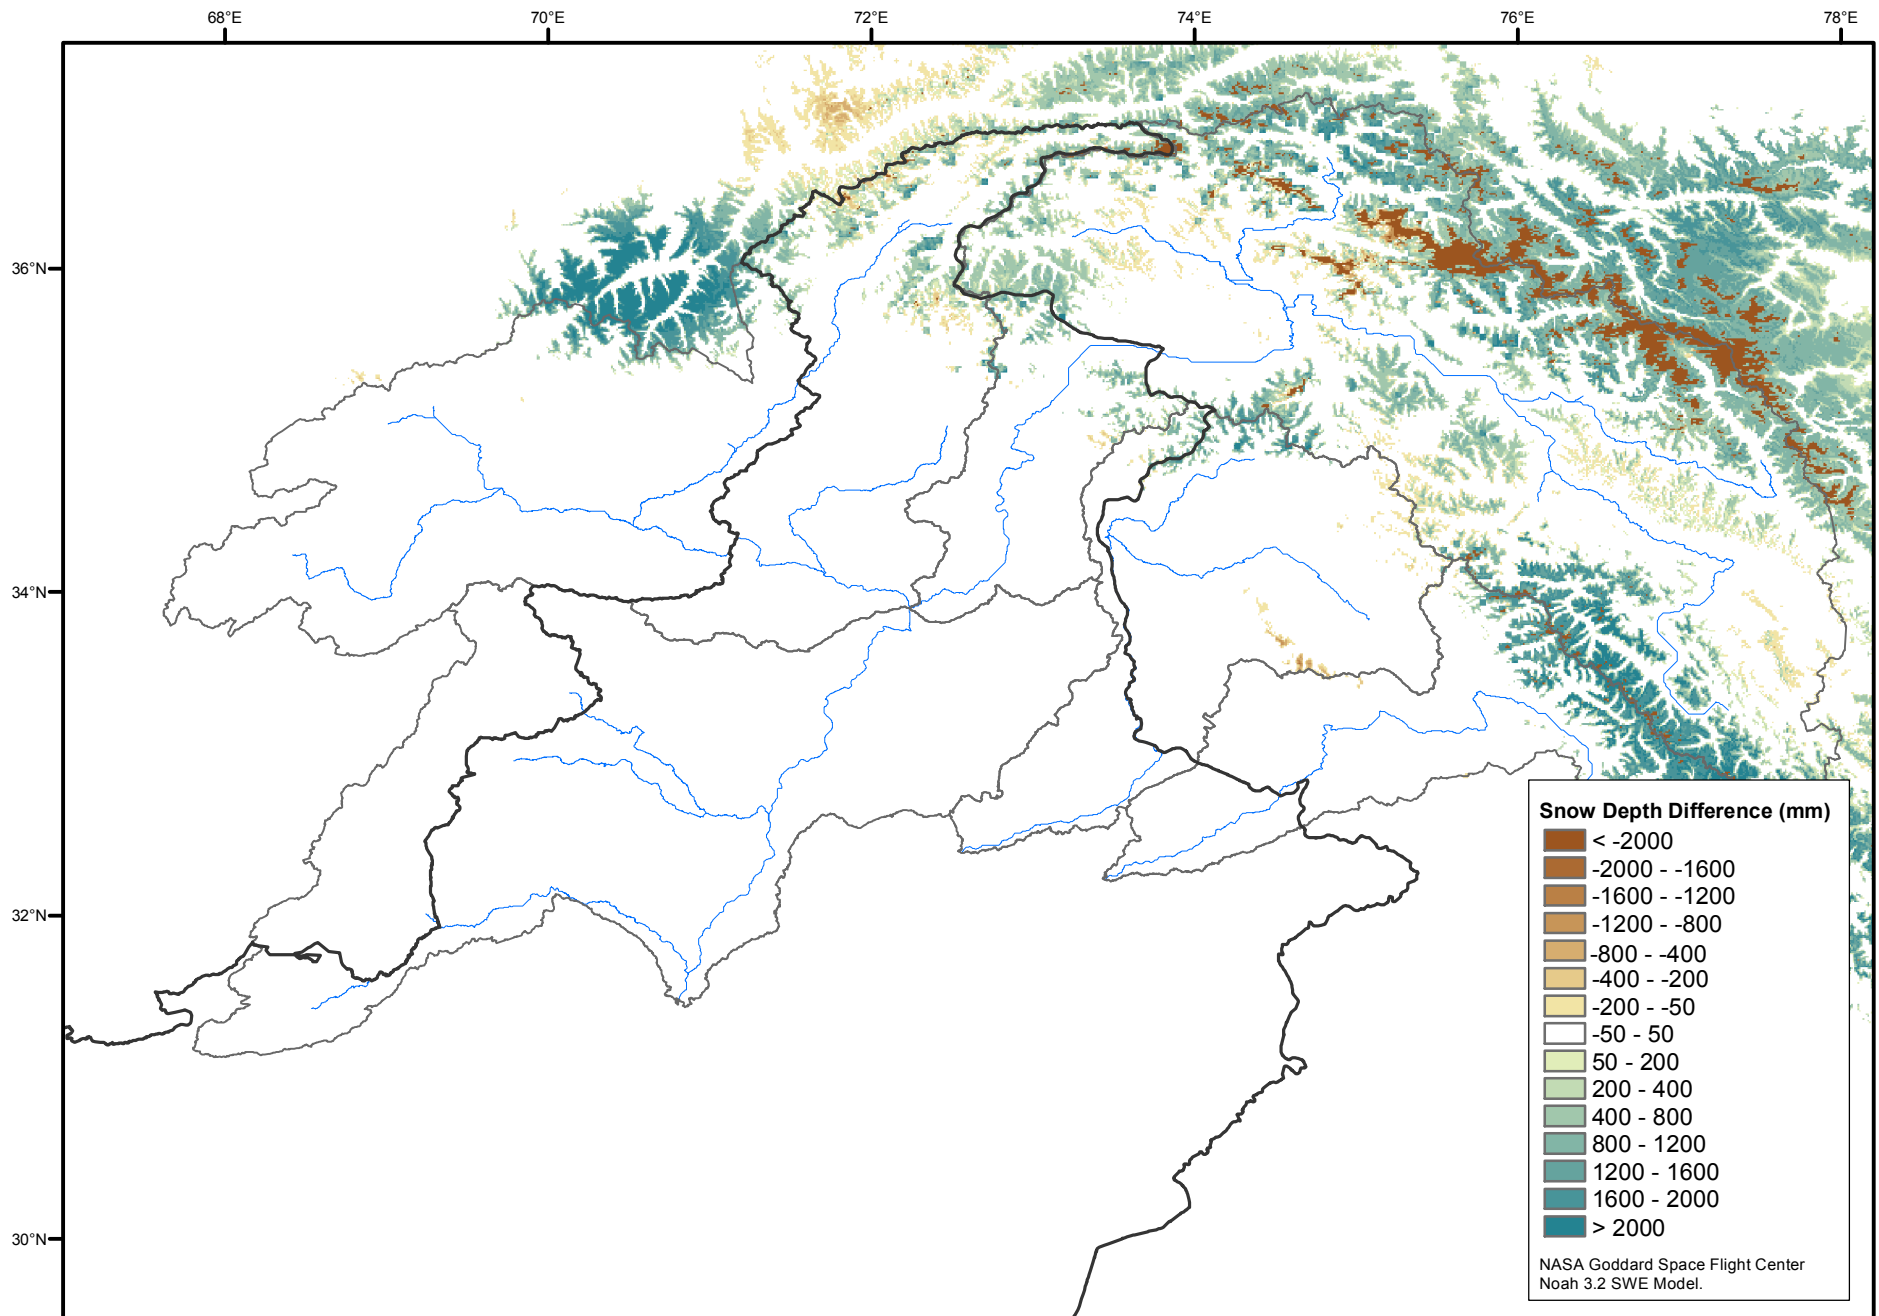 68°E 70°E 72°E 74°E 76°E 78°E
36°N
34°N
32°N
30°N
Snow Depth Difference (mm)
< -2000
-2000 - -1600
-1600 - -1200
-1200 - -800
-800 - -400
-400 - -200
-200 - -50
-50 - 50
50 - 200
200 - 400
400 - 800
800 - 1200
1200 - 1600
1600 - 2000
> 2000
NASA Goddard Space Flight Center
Noah 3.2 SWE Model.